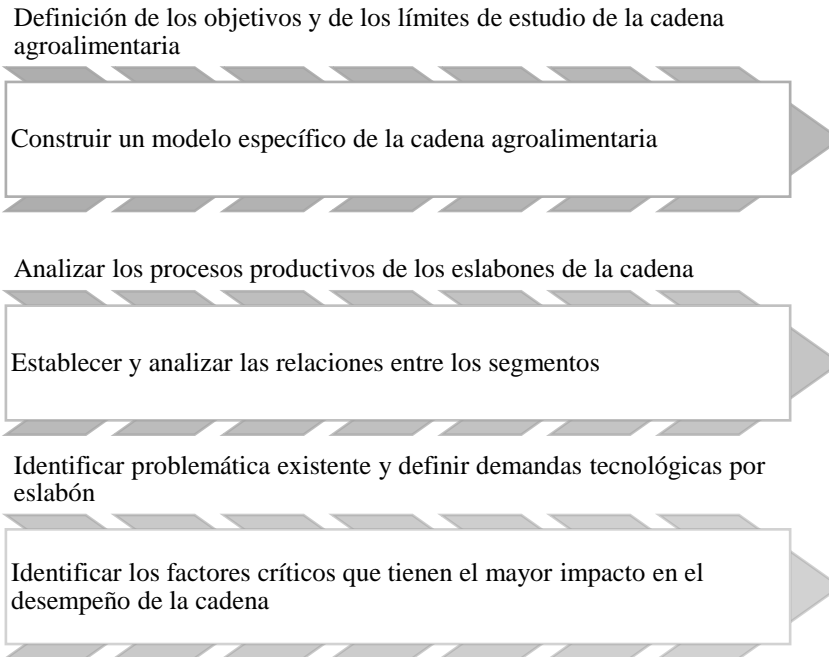 Definición de los objetivos y de los límites de estudio de la cadena
agroalimentaria
Construir un modelo específico de la cadena agroalimentaria
Analizar los procesos productivos de los eslabones de la cadena
Establecer y analizar las relaciones entre los segmentos
Identificar problemática existente y definir demandas tecnológicas por
eslabón
Identificar los factores críticos que tienen el mayor impacto en el
desempeño de la cadena